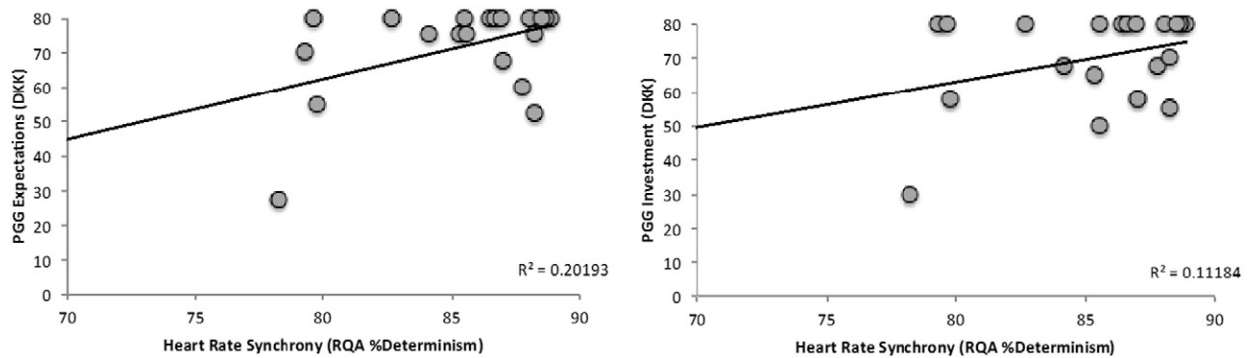 PGG Expectations (DKK)
80
70
60
50
40
30
20
10
0
R² = 0.20193
70 75 80 85 90
Heart Rate Synchrony (RQA %Determinism)
PGG Investment (DKK)
80
70
60
50
40
30
20
10
0
R² = 0.11184
70 75 80 85 90
Heart Rate Synchrony (RQA %Determinism)